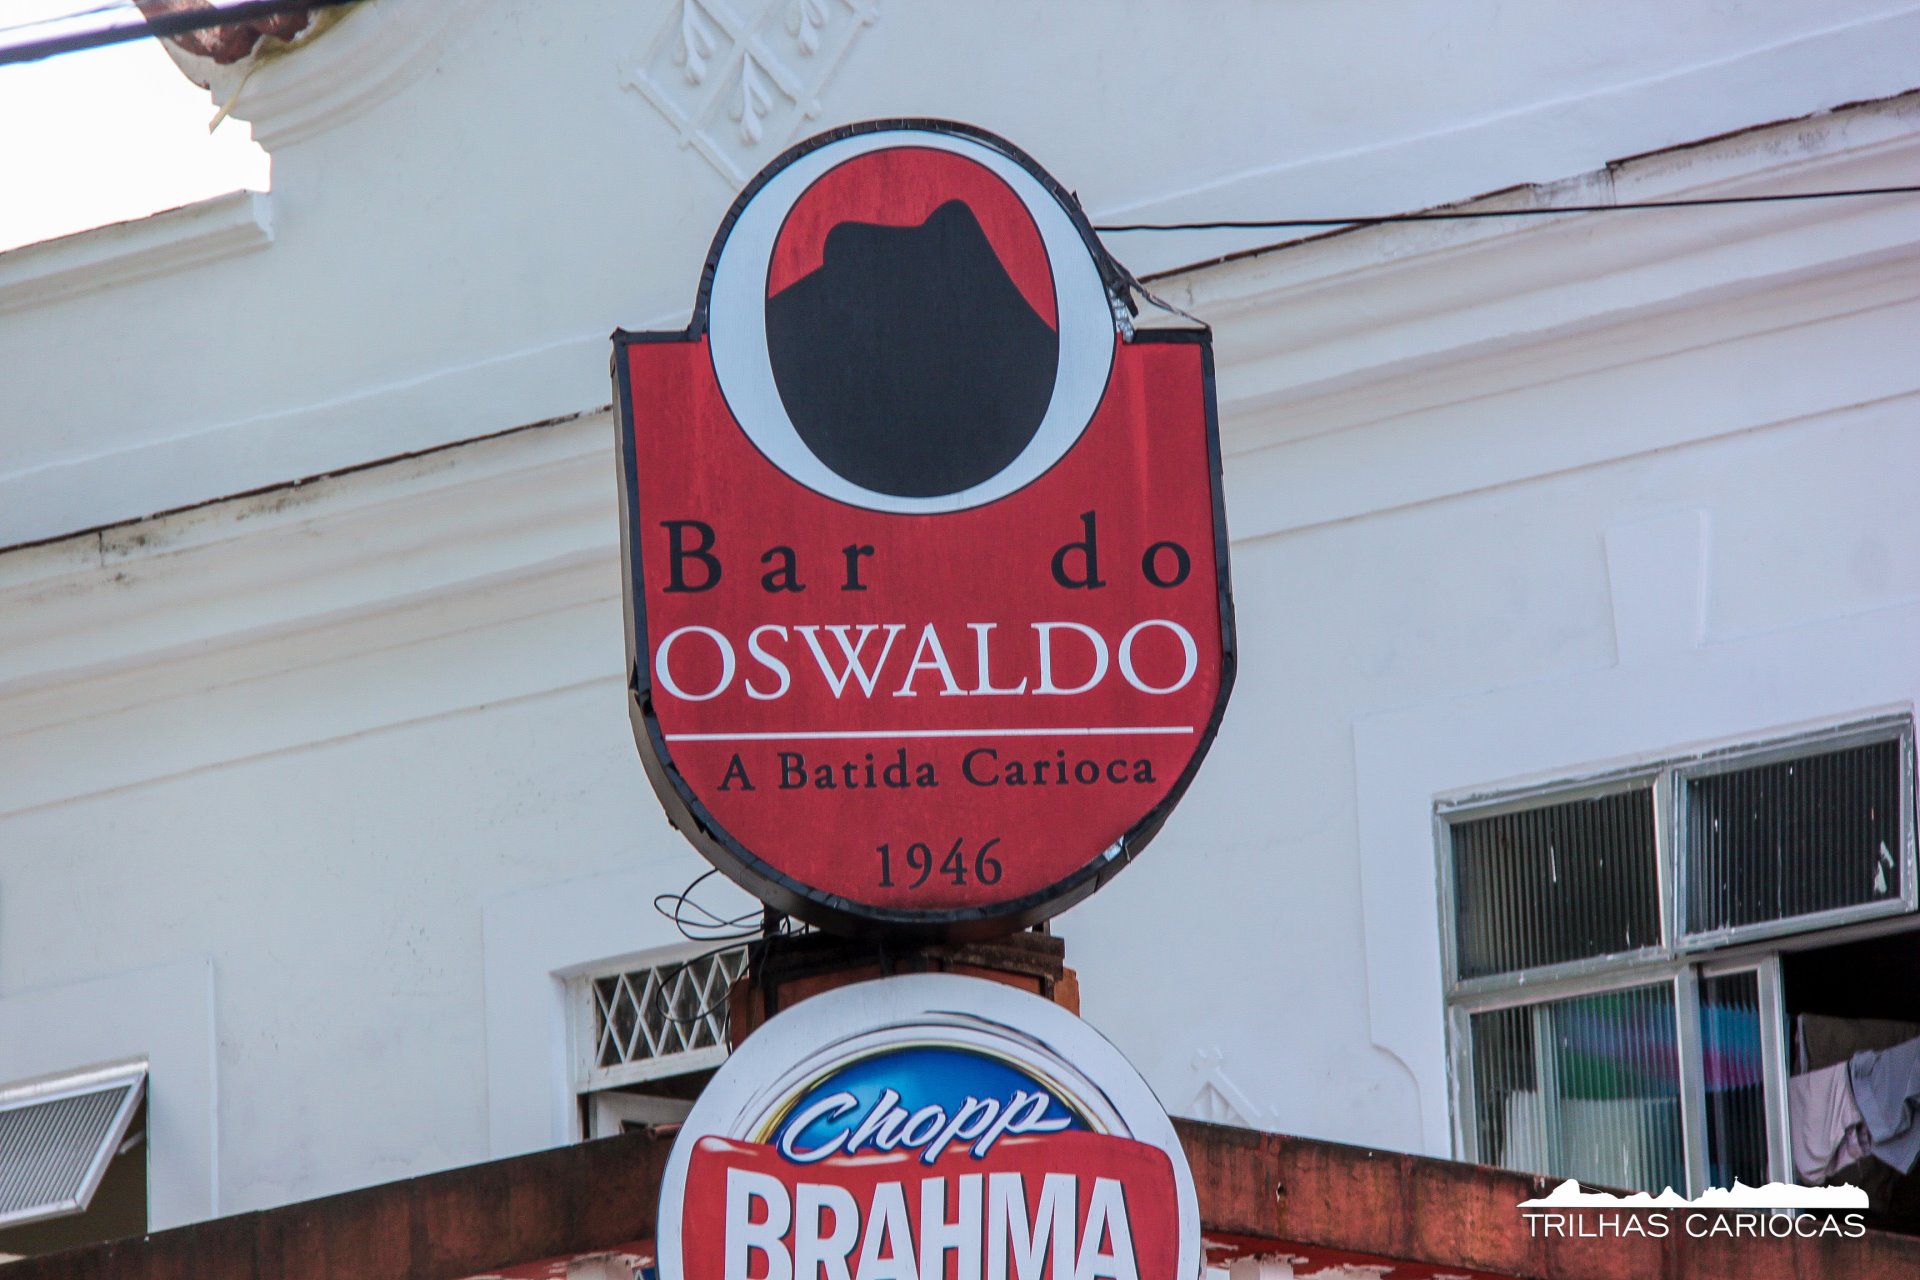 Bar do
OSWALDO
A Batida Carioca
1946
Chopp
BRAHMA
TRILHAS CARIOCAS